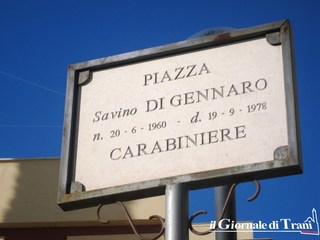 PIAZZA
Savino DI GENNARO
n. 20 - 6 - 1960 - d. 19 - 9 - 1978
CARABINIERE
il Giornale di Trani